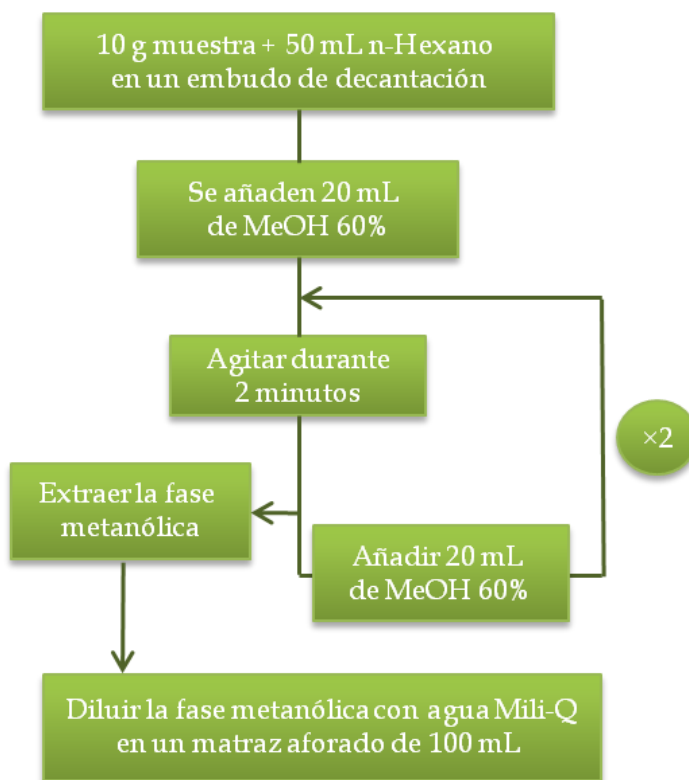 10 g muestra + 50 mL n-Hexano
en un embudo de decantación
Se añaden 20 mL
de MeOH 60%
Agitar durante
2 minutos
×2
Extraer la fase
metanólica
Añadir 20 mL
de MeOH 60%
Diluir la fase metanólica con agua Mili-Q
en un matraz aforado de 100 mL